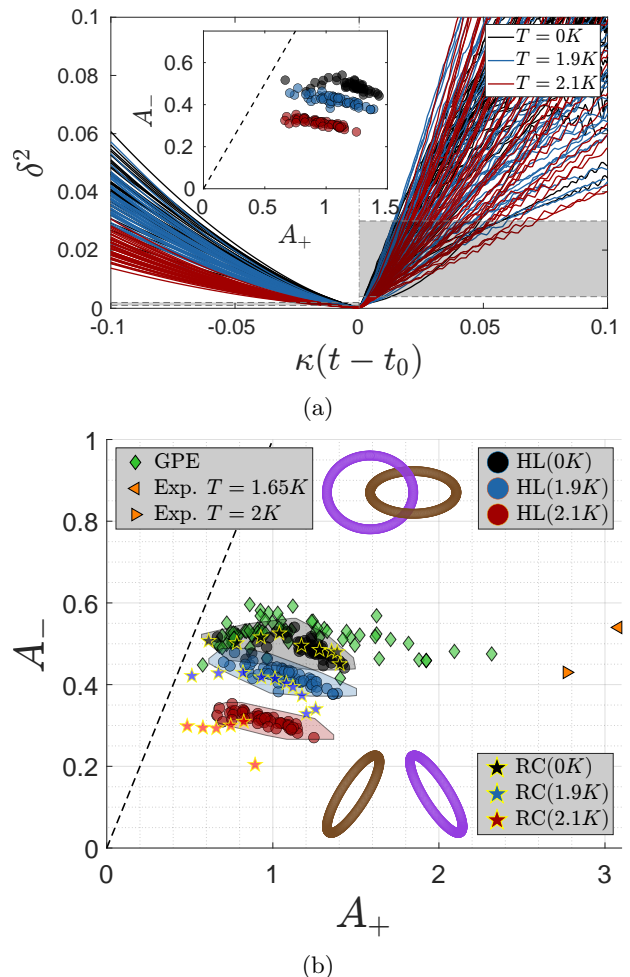 0.1
0.08
0.06
0.04
0.02
0
δ²
-0.1
-0.05
0
0.05
0.1
κ(t − t₀)
T = 0K
T = 1.9K
T = 2.1K
0.6
0.4
0.2
0
A₋
0
0.5
1
1.5
A₊
(a)
1
0.8
0.6
0.4
0.2
0
A₋
GPE
Exp. T = 1.65K
Exp. T = 2K
HL(0K)
HL(1.9K)
HL(2.1K)
RC(0K)
RC(1.9K)
RC(2.1K)
0
1
2
3
A₊
(b)